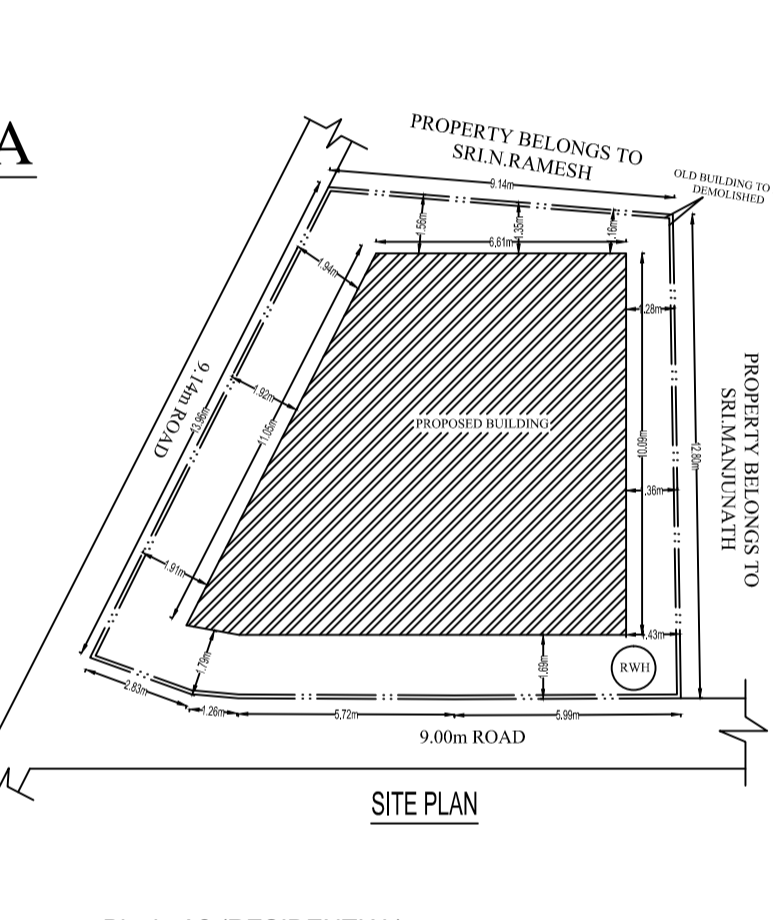 A
PROPERTY BELONGS TO
SRI.N.RAMESH
OLD BUILDING TO
DEMOLISHED
9.14m
1.56m
1.35m
.16m
6.61m
1.94m
1.28m
9.14m ROAD
13.96m
1.92m
11.05m
PROPOSED BUILDING
10.09m
12.80m
PROPERTY BELONGS TO
SRI.MANJUNATH
.36m
1.91m
.43m
1.79m
1.69m
RWH
2.83m
1.26m
5.72m
5.99m
9.00m ROAD
SITE PLAN